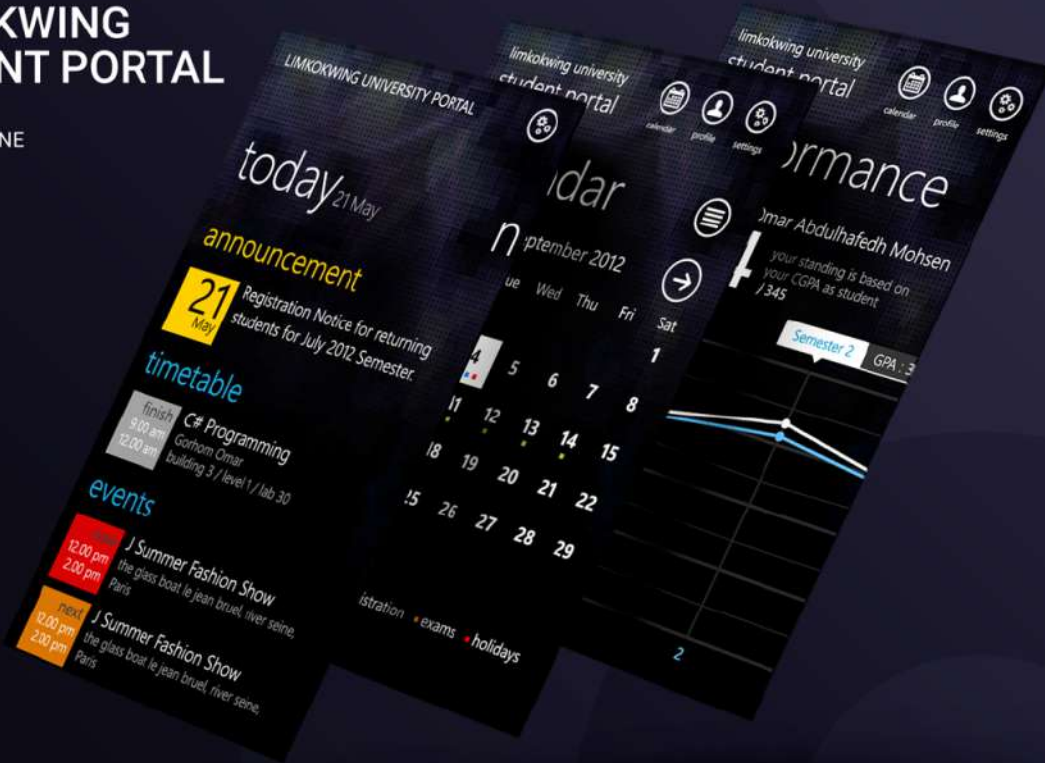 KWING
NT PORTAL
NE
LIMKOKWING UNIVERSITY PORTAL
today 21 May
announcement
21
May
Registration Notice for returning
students for July 2012 Semester.
timetable
finish
9.00 am
12.00 am
C# Programming
Gorhom Omar
building 3 / level 1 / lab 30
events
12.00 pm
2.00 pm
J Summer Fashion Show
the glass boat le jean bruel, river seine,
Paris
next
12.00 pm
2.00 pm
J Summer Fashion Show
the glass boat le jean bruel, river seine,
Paris
limkokwing university
student portal
calendar profile settings
dar
n ptember 2012
ue Wed Thu Fri Sat
1
4 5 6 7 8
11 12 13 14 15
18 19 20 21 22
25 26 27 28 29
istration exams holidays
limkokwing university
student portal
calendar profile settings
ormance
Omar Abdulhafedh Mohsen
4
your standing is based on
your CGPA as student
/ 345
Semester 2 GPA : 3
2